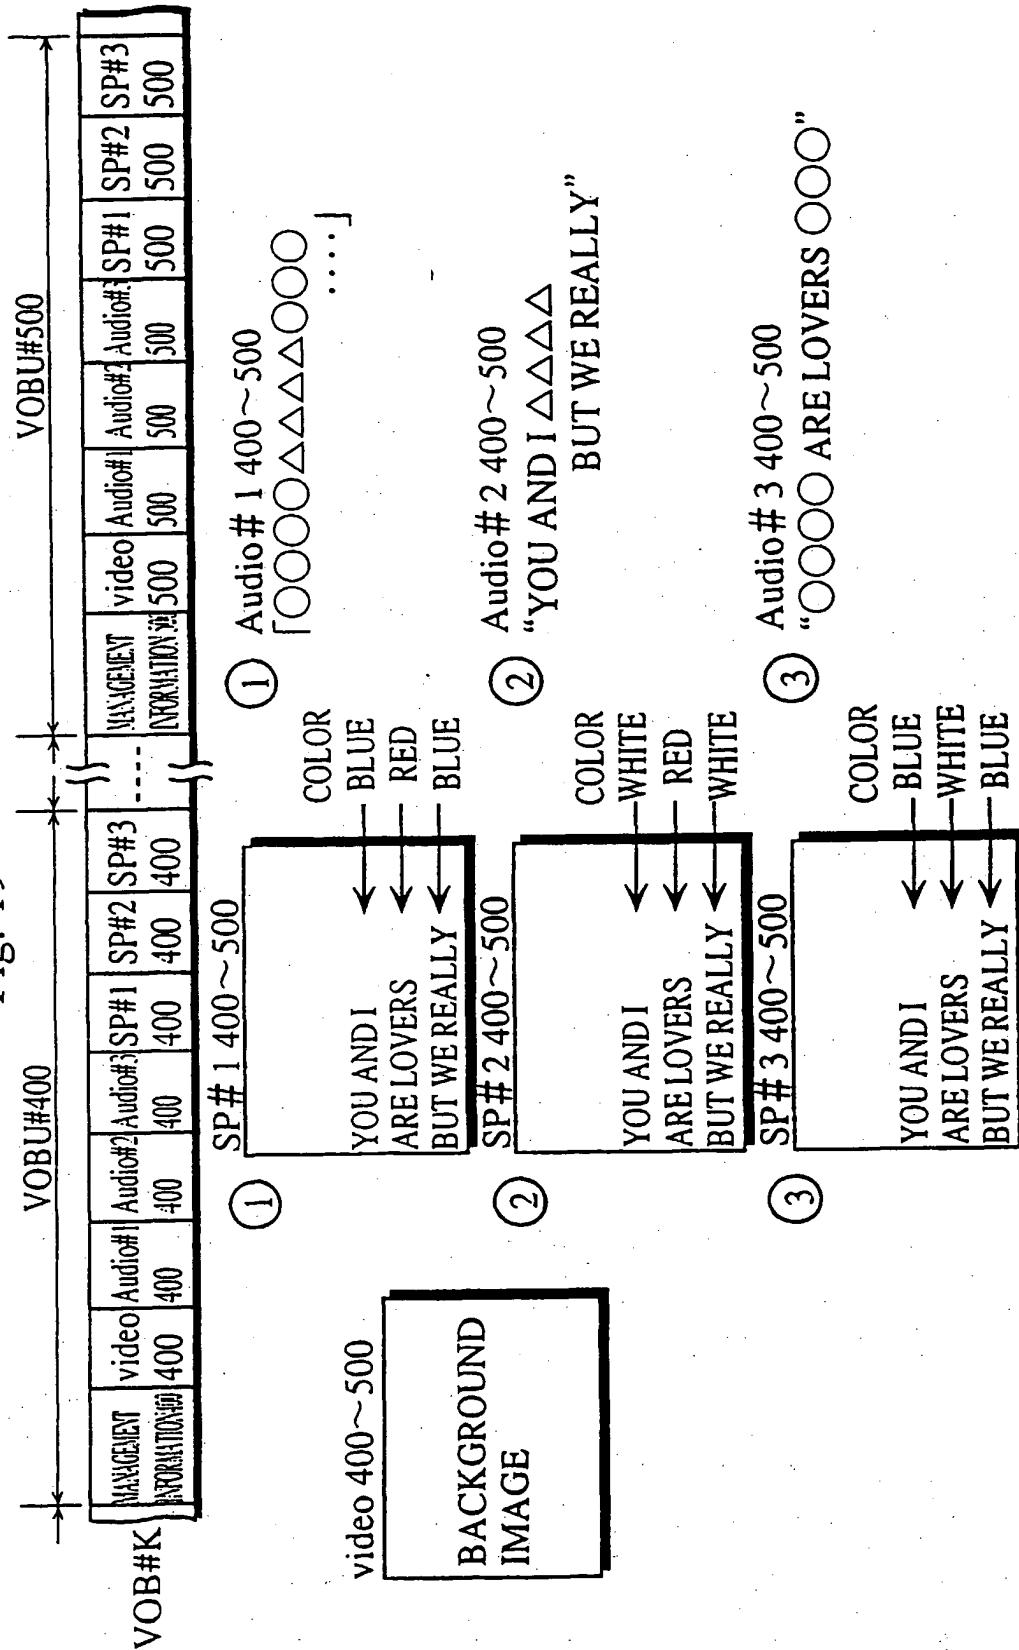 VOBU#400
VOBU#500
VOB#K
MANAGEMENT INFORMATION 400
video 400
Audio#1 400
Audio#2 400
Audio#3 400
SP#1 400
SP#2 400
SP#3 400
-----
MANAGEMENT INFORMATION 500
video 500
Audio#1 500
Audio#2 500
Audio#3 500
SP#1 500
SP#2 500
SP#3 500
video 400~500
BACKGROUND
IMAGE
① SP#1 400~500
YOU AND I
ARE LOVERS
BUT WE REALLY
COLOR
BLUE
RED
BLUE
② SP#2 400~500
YOU AND I
ARE LOVERS
BUT WE REALLY
COLOR
WHITE
RED
WHITE
③ SP#3 400~500
YOU AND I
ARE LOVERS
BUT WE REALLY
COLOR
BLUE
WHITE
BLUE
① Audio#1 400~500
「○○○○△△△△○○○
....」
② Audio#2 400~500
“YOU AND I △△△△
BUT WE REALLY”
③ Audio#3 400~500
“○○○○ ARE LOVERS ○○○”